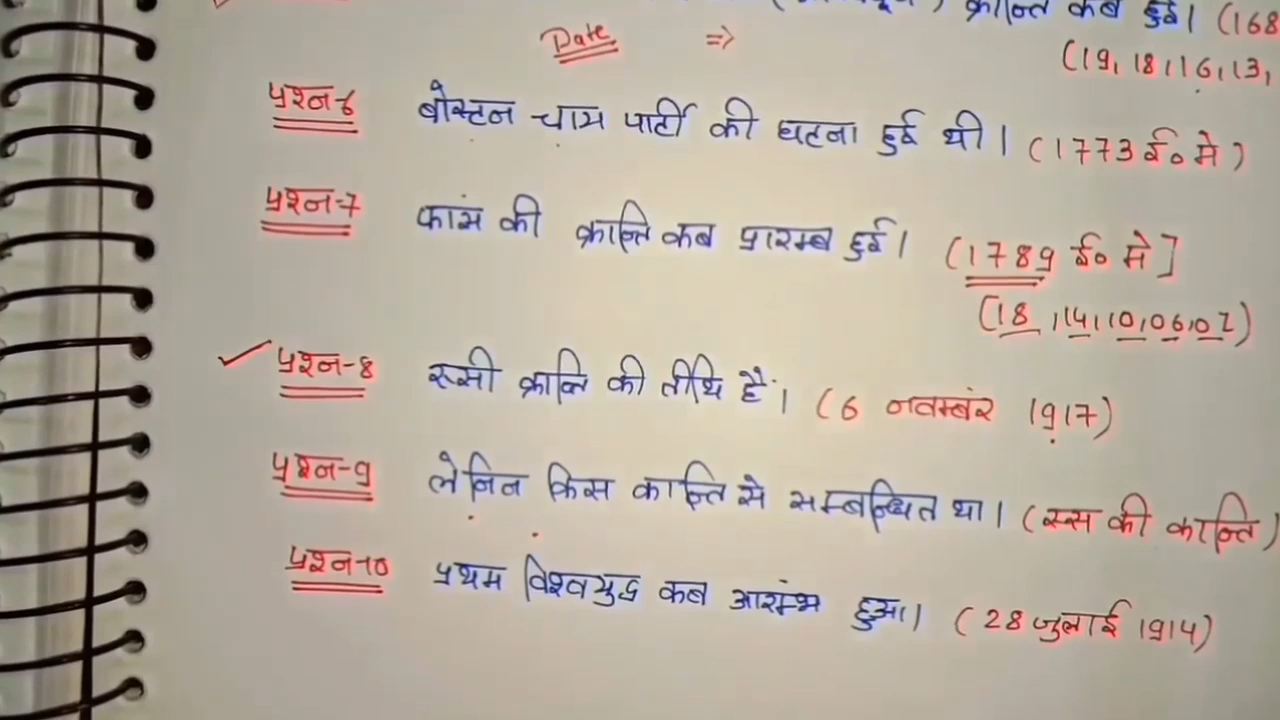 क्रान्ति कब हुई। (168
Date ⇒ (19, 18, 16, 13,
प्रश्न-6 बोस्टन चाय पार्टी की घटना हुई थी। (1773 ई० मे)
प्रश्न-7 फांस की क्रान्ति कब प्रारम्ब हुई। (1789 ई० मे]
(18, 14, 10, 06, 02)
प्रश्न-8 रूसी क्रान्ति की तीथि है। (6 नवम्बंर 1917)
प्रश्न-9 लेनिन किस कान्ति से सम्बन्धित था। (रूस की कान्ति)
प्रश्न-10 प्रथम विश्वयुद्ध कब आरंम्भ हुआ। (28 जुलाई 1914)